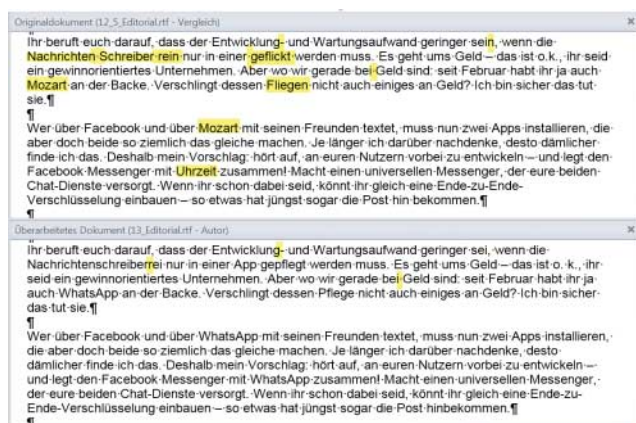 Originaldokument (12_5_Editorial.rtf - Vergleich)
Ihr beruft euch darauf, dass der Entwicklung- und Wartungsaufwand geringer sein, wenn die
Nachrichten Schreiber rein nur in einer geflickt werden muss. Es geht ums Geld – das ist o.k., ihr seid
ein gewinnorientiertes Unternehmen. Aber wo wir gerade bei Geld sind: seit Februar habt ihr ja auch
Mozart an der Backe. Verschlingt dessen Fliegen nicht auch einiges an Geld? Ich bin sicher das tut
sie.¶
¶
Wer über Facebook und über Mozart mit seinen Freunden textet, muss nun zwei Apps installieren, die
aber doch beide so ziemlich das gleiche machen. Je länger ich darüber nachdenke, desto dämlicher
finde ich das. Deshalb mein Vorschlag: hört auf, an euren Nutzern vorbei zu entwickeln – und legt den
Facebook Messenger mit Uhrzeit zusammen! Macht einen universellen Messenger, der eure beiden
Chat-Dienste versorgt. Wenn ihr schon dabei seid, könnt ihr gleich eine Ende-zu-Ende-
Verschlüsselung einbauen – so etwas hat jüngst sogar die Post hin bekommen.¶
¶
Überarbeitetes Dokument (13_Editorial.rtf - Autor)
Ihr beruft euch darauf, dass der Entwicklung- und Wartungsaufwand geringer sei, wenn die
Nachrichtenschreiberrei nur in einer App gepflegt werden muss. Es geht ums Geld – das ist o. k., ihr
seid ein gewinnorientiertes Unternehmen. Aber wo wir gerade bei Geld sind: seit Februar habt ihr ja
auch WhatsApp an der Backe. Verschlingt dessen Pflege nicht auch einiges an Geld? Ich bin sicher
das tut sie.¶
¶
Wer über Facebook und über WhatsApp mit seinen Freunden textet, muss nun zwei Apps installieren,
die aber doch beide so ziemlich das gleiche machen. Je länger ich darüber nachdenke, desto
dämlicher finde ich das. Deshalb mein Vorschlag: hört auf, an euren Nutzern vorbei zu entwickeln –
und legt den Facebook Messenger mit WhatsApp zusammen! Macht einen universellen Messenger,
der eure beiden Chat-Dienste versorgt. Wenn ihr schon dabei seid, könnt ihr gleich eine Ende-zu-
Ende-Verschlüsselung einbauen – so etwas hat jüngst sogar die Post hinbekommen.¶
¶